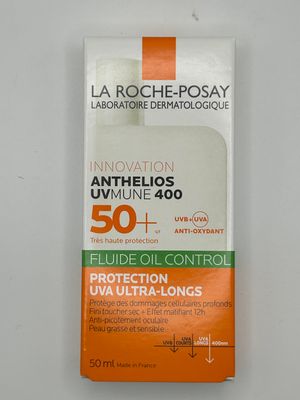 LA ROCHE-POSAY
LABORATOIRE DERMATOLOGIQUE
INNOVATION
ANTHELIOS
UVMUNE 400
50+
Très haute protection
UVB+UVA
ANTI-OXYDANT
FLUIDE OIL CONTROL
PROTECTION
UVA ULTRA-LONGS
Protège des dommages cellulaires profonds
Fini toucher sec + Effet matifiant 12h
Anti-picotement oculaire
Peau grasse et sensible
UVB
UVA COURTS
UVA LONGS
400nm
50 ml Made in France